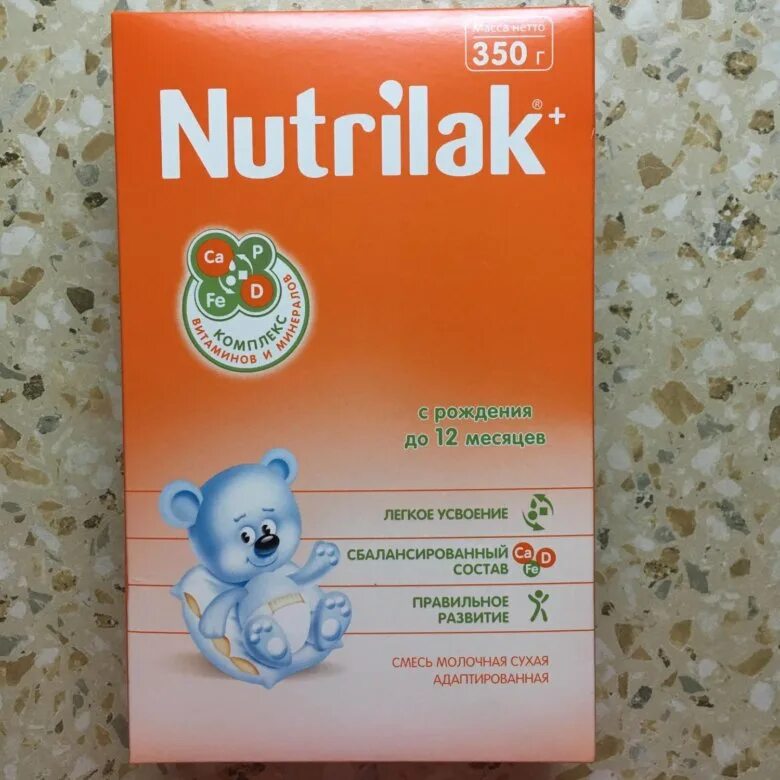 Масса нетто
350 г
Nutrilak®+
Ca P
Fe D
КОМПЛЕКС
ВИТАМИНОВ И МИНЕРАЛОВ
с рождения
до 12 месяцев
ЛЕГКОЕ УСВОЕНИЕ
СБАЛАНСИРОВАННЫЙ
СОСТАВ
Ca D
Fe
ПРАВИЛЬНОЕ
РАЗВИТИЕ
СМЕСЬ МОЛОЧНАЯ СУХАЯ
АДАПТИРОВАННАЯ